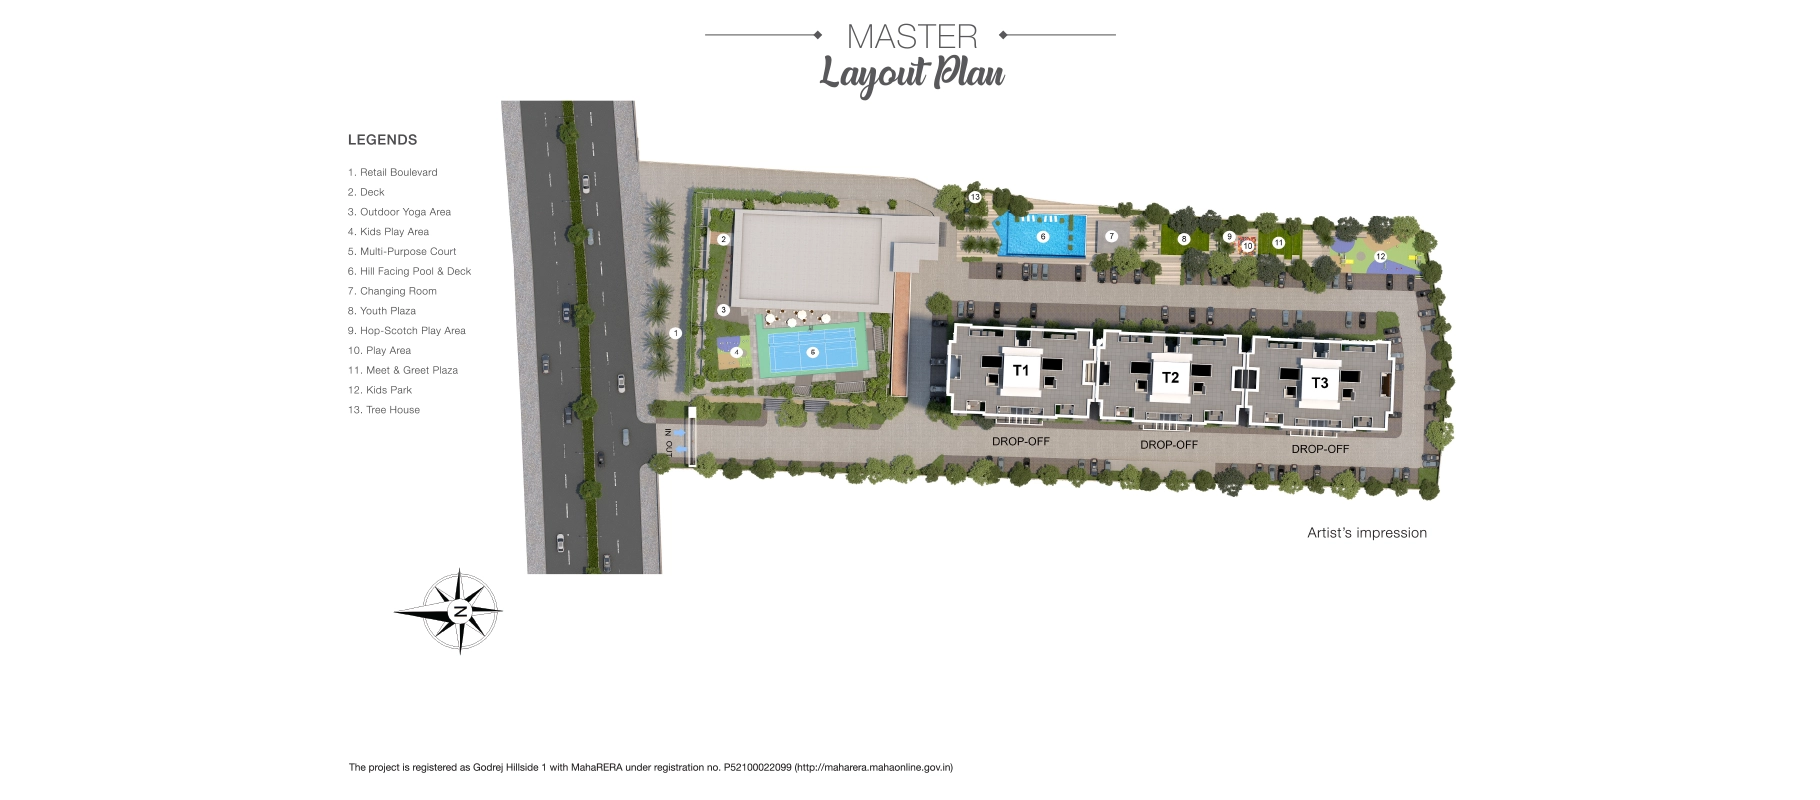 MASTER
Layout Plan
LEGENDS
1. Retail Boulevard
2. Deck
3. Outdoor Yoga Area
4. Kids Play Area
5. Multi-Purpose Court
6. Hill Facing Pool & Deck
7. Changing Room
8. Youth Plaza
9. Hop-Scotch Play Area
10. Play Area
11. Meet & Greet Plaza
12. Kids Park
13. Tree House
13
2
6
7
8
9
10
11
12
3
1
4
6
T1
T2
T3
IN
OUT
DROP-OFF
DROP-OFF
DROP-OFF
Artist's impression
N
The project is registered as Godrej Hillside 1 with MahaRERA under registration no. P52100022099 (http://maharera.mahaonline.gov.in)